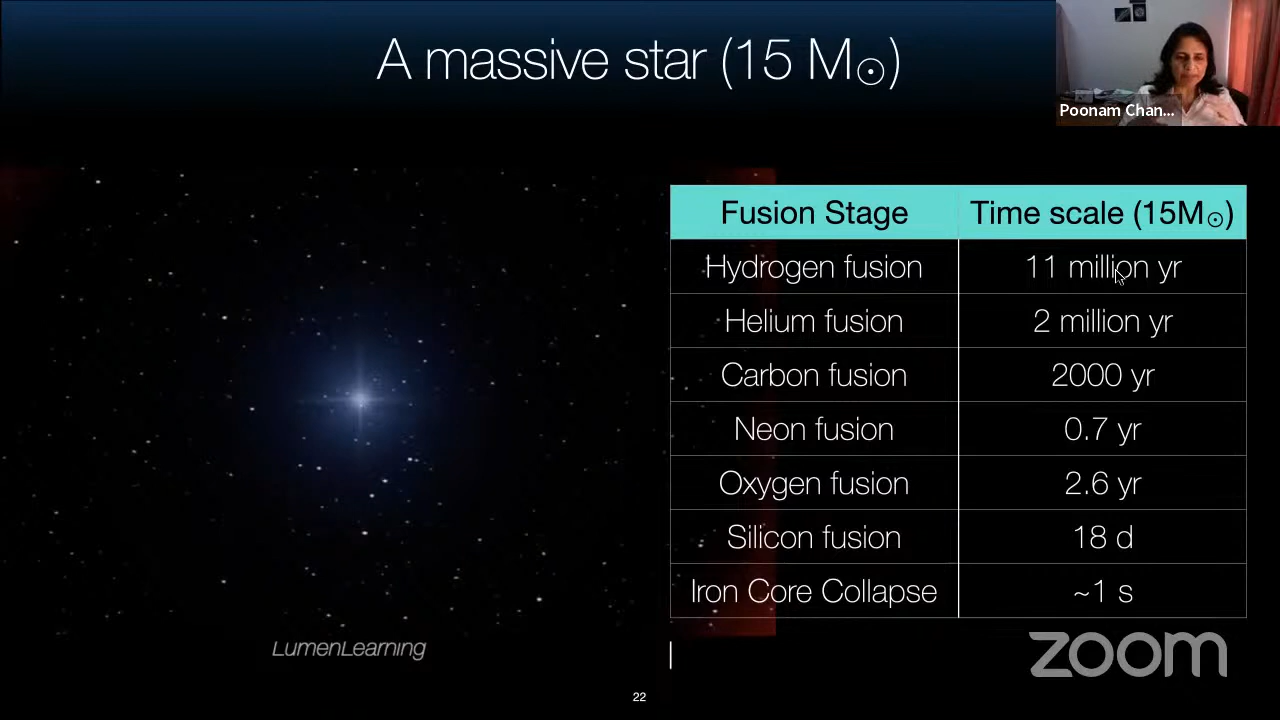 A massive star (15 M☉)
Poonam Chan...
Fusion Stage Time scale (15M☉)
Hydrogen fusion 11 million yr
Helium fusion 2 million yr
Carbon fusion 2000 yr
Neon fusion 0.7 yr
Oxygen fusion 2.6 yr
Silicon fusion 18 d
Iron Core Collapse ~1 s
LumenLearning
zoom
22